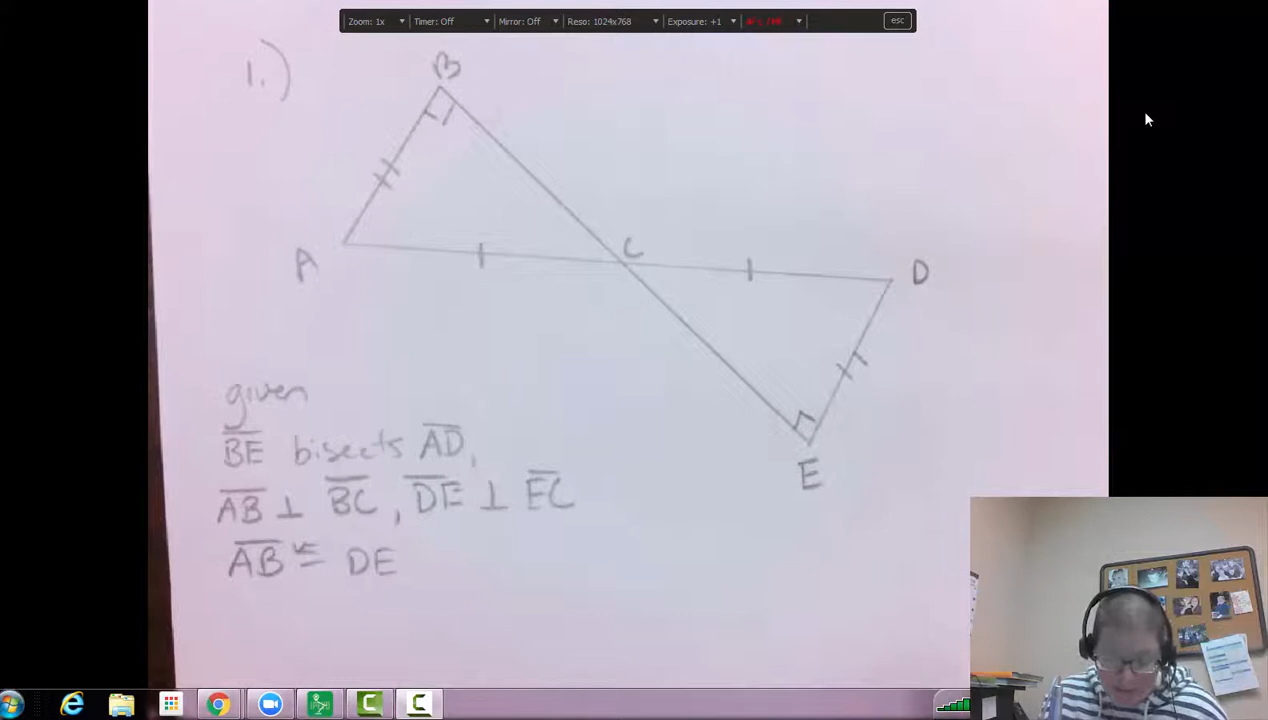 Zoom: 1x Timer: Off Mirror: Off Reso: 1024x768 Exposure: +1 esc
1.)
B
C
A
D
E
given
BE bisects AD,
AB ⊥ BC, DE ⊥ EC
AB ≅ DE